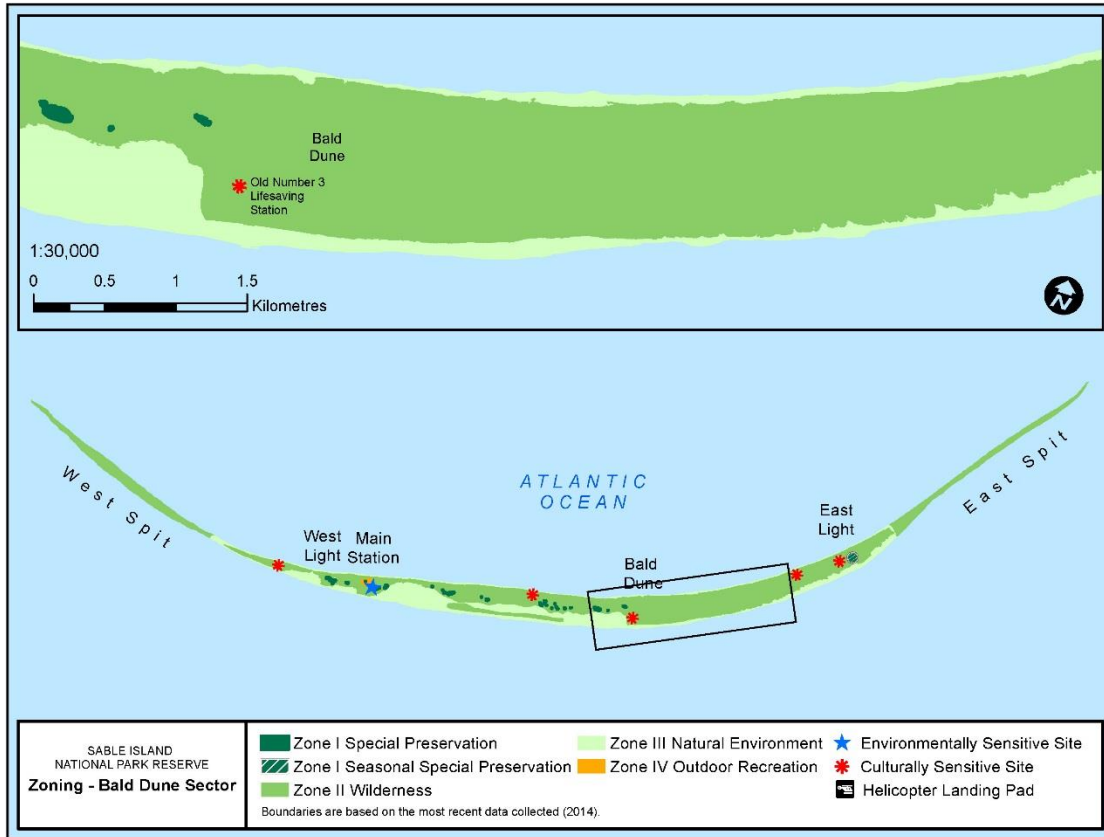 Bald
Dune
Old Number 3
Lifesaving
Station
1:30,000
0 0.5 1 1.5
Kilometres
N
ATLANTIC
OCEAN
West Spit
East Spit
West
Light
Main
Station
East
Light
Bald
Dune
SABLE ISLAND
NATIONAL PARK RESERVE
Zoning - Bald Dune Sector
Zone I Special Preservation
Zone I Seasonal Special Preservation
Zone II Wilderness
Zone III Natural Environment
Zone IV Outdoor Recreation
Environmentally Sensitive Site
Culturally Sensitive Site
Helicopter Landing Pad
Boundaries are based on the most recent data collected (2014).